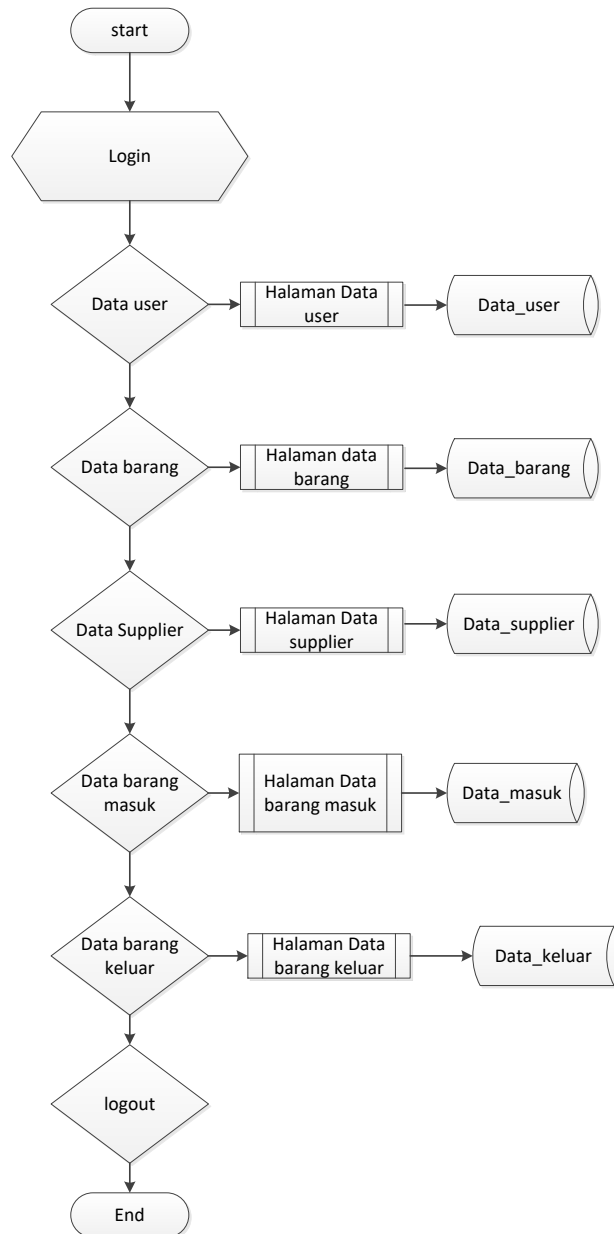 start
Login
Data user
Halaman Data
user
Data_user
Data barang
Halaman data
barang
Data_barang
Data Supplier
Halaman Data
supplier
Data_supplier
Data barang
masuk
Halaman Data
barang masuk
Data_masuk
Data barang
keluar
Halaman Data
barang keluar
Data_keluar
logout
End